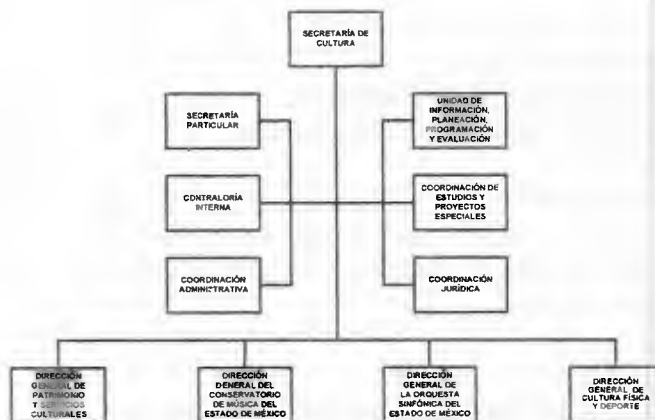 SECRETARÍA DE
CULTURA
SECRETARÍA
PARTICULAR
UNIDAD DE
INFORMACIÓN,
PLANEACIÓN,
PROGRAMACIÓN
Y EVALUACIÓN
CONTRALORÍA
INTERNA
COORDINACIÓN DE
ESTUDIOS Y
PROYECTOS
ESPECIALES
COORDINACIÓN
ADMINISTRATIVA
COORDINACIÓN
JURÍDICA
DIRECCIÓN
GENERAL DE
PATRIMONIO
Y SERVICIOS
CULTURALES
DIRECCIÓN
GENERAL DEL
CONSERVATORIO
DE MÚSICA DEL
ESTADO DE MÉXICO
DIRECCIÓN
GENERAL DE
LA ORQUESTA
SINFÓNICA DEL
ESTADO DE MÉXICO
DIRECCIÓN
GENERAL DE
CULTURA FÍSICA
Y DEPORTE